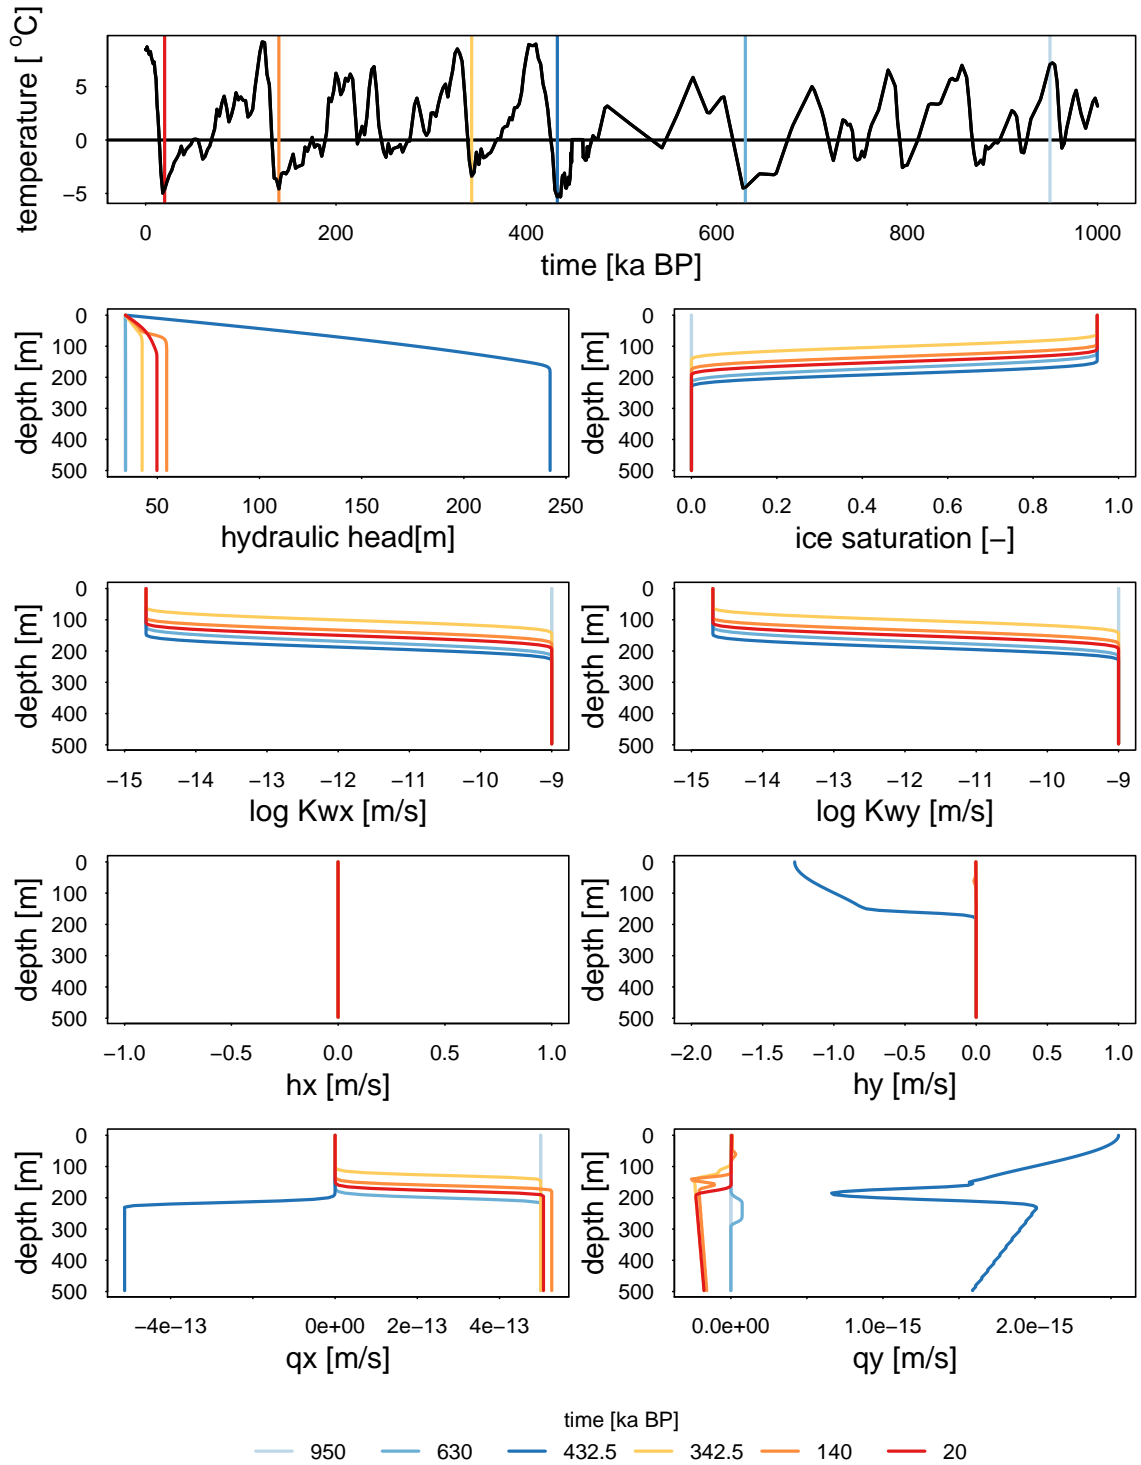 temperature [ °C]
5
0
−5
0 200 400 600 800 1000
time [ka BP]
depth [m]
0
100
200
300
400
500
50 100 150 200 250
hydraulic head[m]
depth [m]
0
100
200
300
400
500
0.0 0.2 0.4 0.6 0.8 1.0
ice saturation [−]
depth [m]
0
100
200
300
400
500
−15 −14 −13 −12 −11 −10 −9
log Kwx [m/s]
depth [m]
0
100
200
300
400
500
−15 −14 −13 −12 −11 −10 −9
log Kwy [m/s]
depth [m]
0
100
200
300
400
500
−1.0 −0.5 0.0 0.5 1.0
hx [m/s]
depth [m]
0
100
200
300
400
500
−2.0 −1.5 −1.0 −0.5 0.0 0.5 1.0
hy [m/s]
depth [m]
0
100
200
300
400
500
−4e−13 0e+00 2e−13 4e−13
qx [m/s]
depth [m]
0
100
200
300
400
500
0.0e+00 1.0e−15 2.0e−15
qy [m/s]
time [ka BP]
950 630 432.5 342.5 140 20